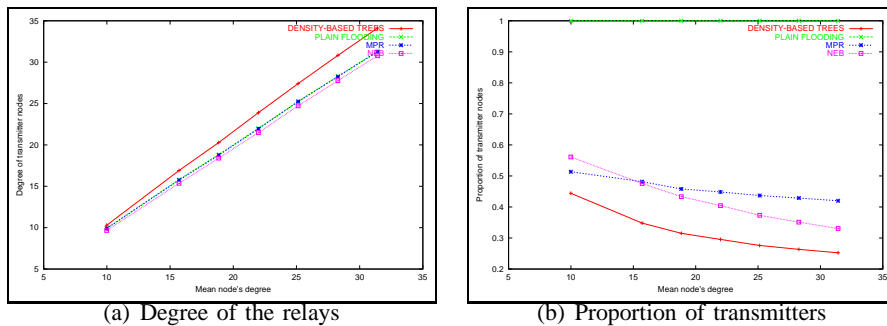 35
30
25
20
15
10
5
5 10 15 20 25 30 35
Degree of transmitter nodes
Mean node's degree
DENSITY-BASED TREES
PLAIN FLOODING
MPR
NEB
(a) Degree of the relays
1
0.9
0.8
0.7
0.6
0.5
0.4
0.3
0.2
5 10 15 20 25 30 35
Proportion of transmitter nodes
Mean node's degree
DENSITY-BASED TREES
PLAIN FLOODING
MPR
NEB
(b) Proportion of transmitters